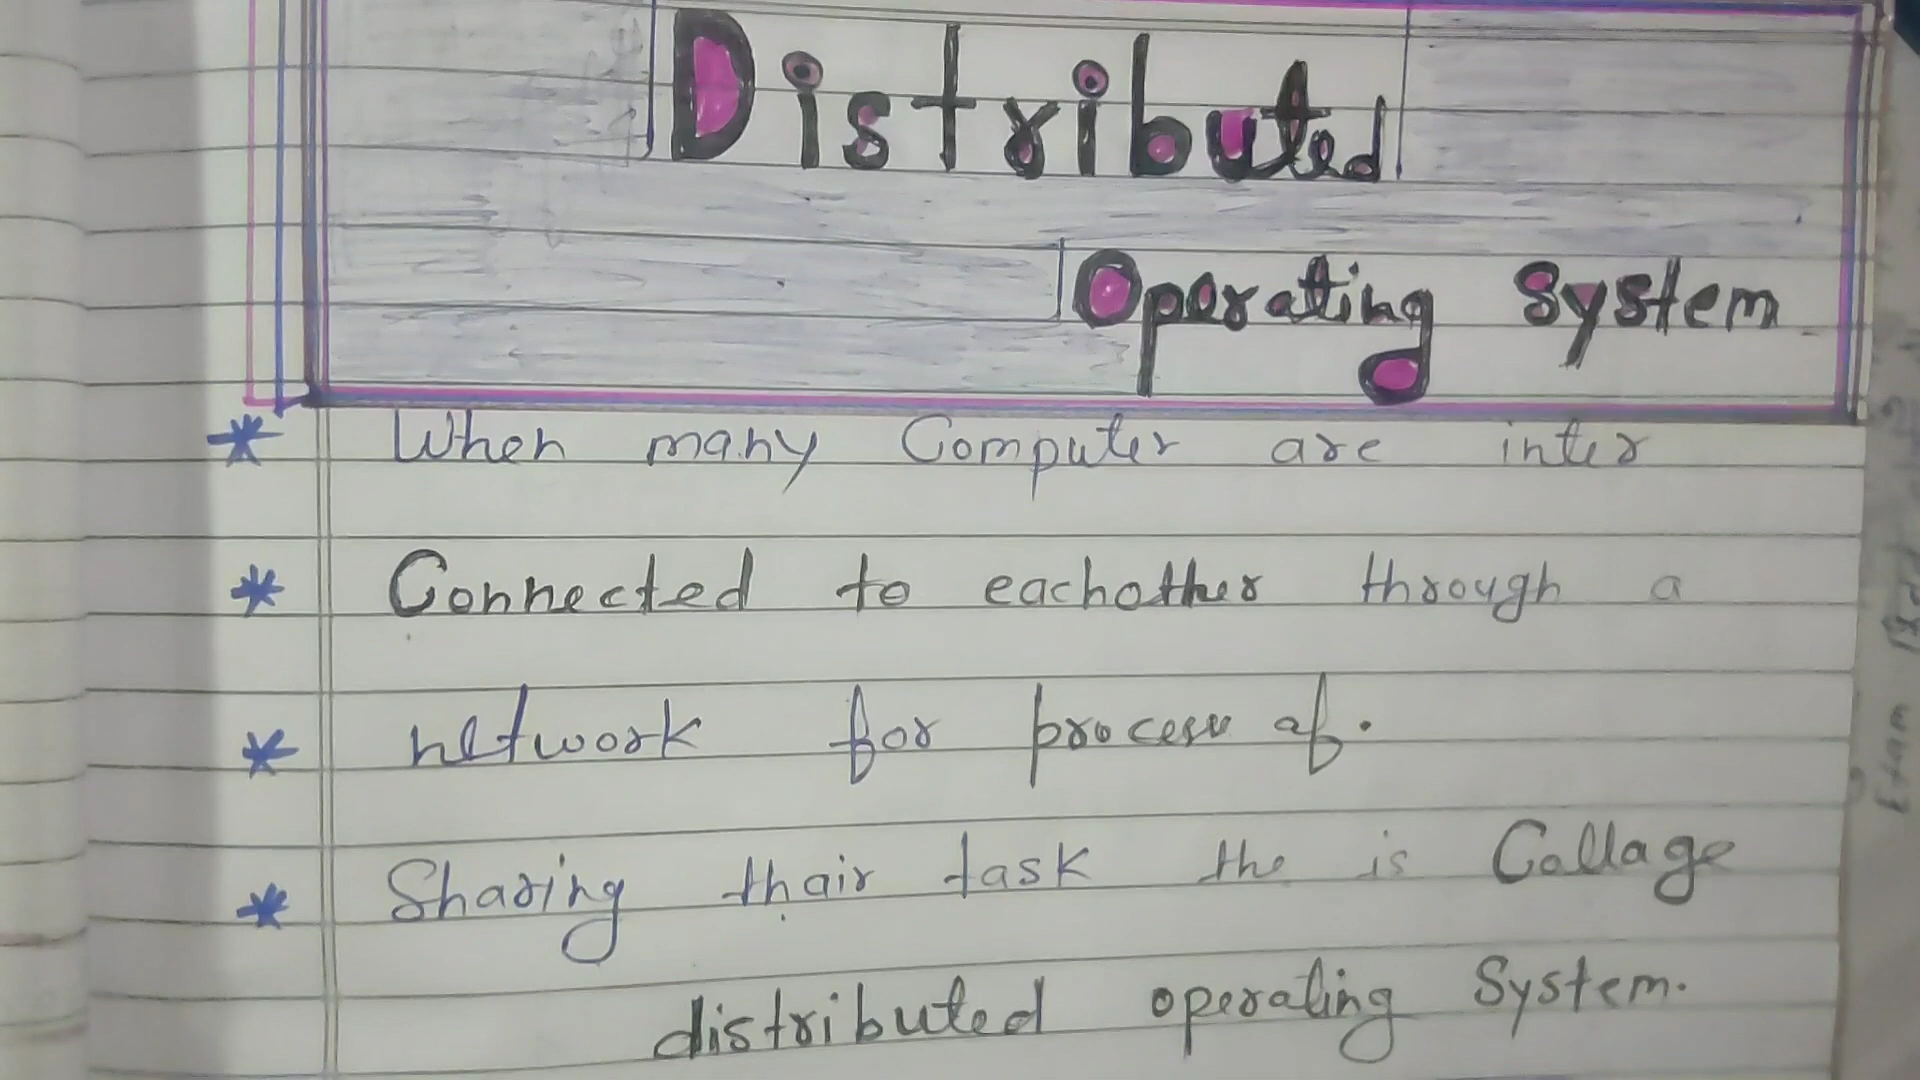 Distributed
Operating System
* When many Computer are inter
* Connected to eachother through a
* network for process of.
* Sharing thair task the is Collage
distributed operating System.